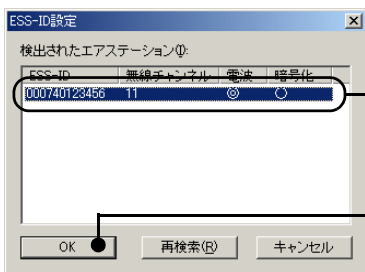 ESS-ID設定
検出されたエアステーション(I):
ESS-ID 無線チャンネル 電波 暗号化
000740123456 11 ◎ ○
OK 再検索(R) キャンセル